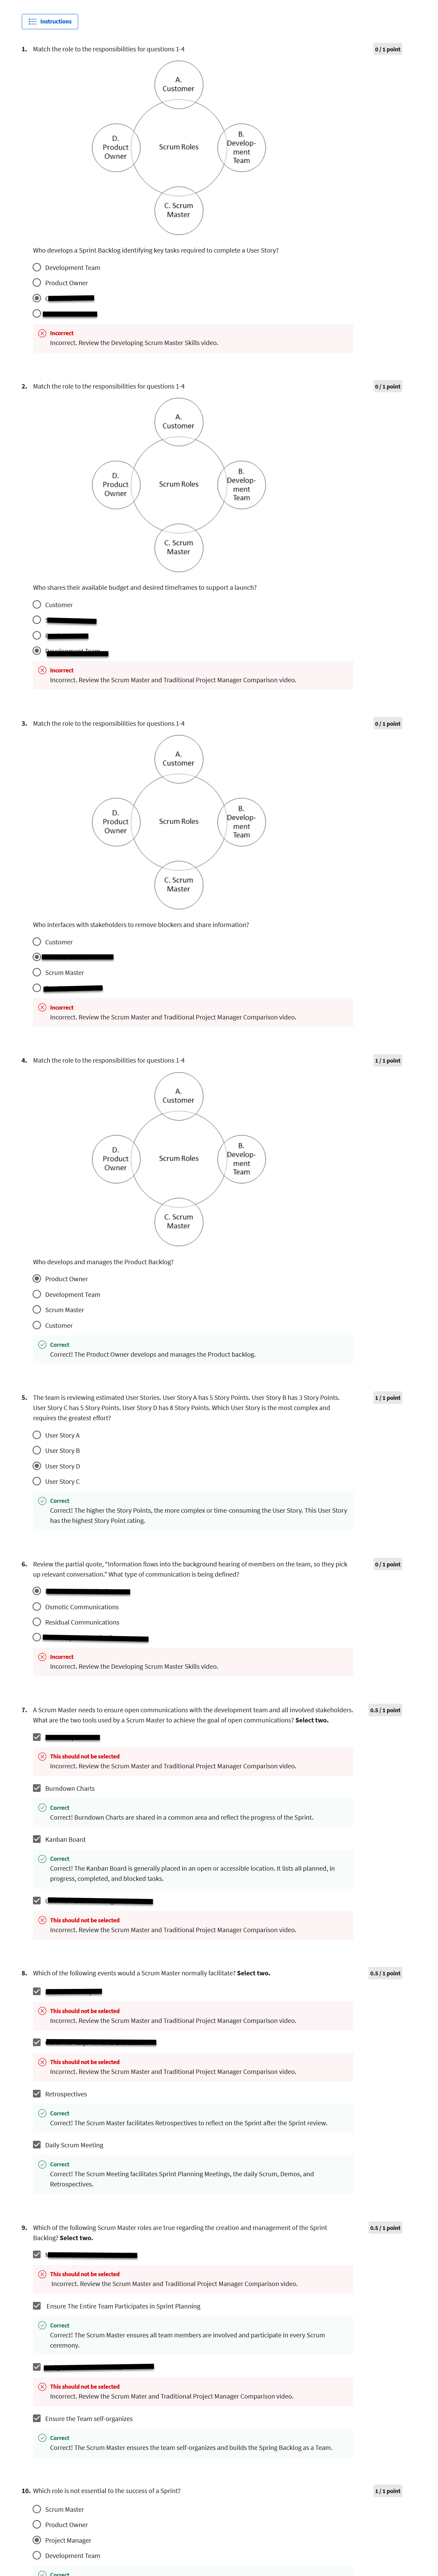 Instructions
1. Match the role to the responsibilities for questions 1-4
0 / 1 point
A.
Customer
D.
Product
Owner
Scrum Roles
B.
Develop-
ment
Team
C. Scrum
Master
Who develops a Sprint Backlog identifying key tasks required to complete a User Story?
Development Team
Product Owner
Incorrect
Incorrect. Review the Developing Scrum Master Skills video.
2. Match the role to the responsibilities for questions 1-4
0 / 1 point
A.
Customer
D.
Product
Owner
Scrum Roles
B.
Develop-
ment
Team
C. Scrum
Master
Who shares their available budget and desired timeframes to support a launch?
Customer
Incorrect
Incorrect. Review the Scrum Master and Traditional Project Manager Comparison video.
3. Match the role to the responsibilities for questions 1-4
0 / 1 point
A.
Customer
D.
Product
Owner
Scrum Roles
B.
Develop-
ment
Team
C. Scrum
Master
Who interfaces with stakeholders to remove blockers and share information?
Customer
Scrum Master
Incorrect
Incorrect. Review the Scrum Master and Traditional Project Manager Comparison video.
4. Match the role to the responsibilities for questions 1-4
1 / 1 point
A.
Customer
D.
Product
Owner
Scrum Roles
B.
Develop-
ment
Team
C. Scrum
Master
Who develops and manages the Product Backlog?
Product Owner
Development Team
Scrum Master
Customer
Correct
Correct! The Product Owner develops and manages the Product backlog.
5. The team is reviewing estimated User Stories. User Story A has 5 Story Points. User Story B has 3 Story Points.
1 / 1 point
User Story C has 5 Story Points. User Story D has 8 Story Points. Which User Story is the most complex and
requires the greatest effort?
User Story A
User Story B
User Story D
User Story C
Correct
Correct! The higher the Story Points, the more complex or time-consuming the User Story. This User Story
has the highest Story Point rating.
6. Review the partial quote, "Information flows into the background hearing of members on the team, so they pick
0 / 1 point
up relevant conversation." What type of communication is being defined?
Osmotic Communications
Residual Communications
Incorrect
Incorrect. Review the Developing Scrum Master Skills video.
7. A Scrum Master needs to ensure open communications with the development team and all involved stakeholders.
0.5 / 1 point
What are the two tools used by a Scrum Master to achieve the goal of open communications? Select two.
This should not be selected
Incorrect. Review the Scrum Master and Traditional Project Manager Comparison video.
Burndown Charts
Correct
Correct! Burndown Charts are shared in a common area and reflect the progress of the Sprint.
Kanban Board
Correct
Correct! The Kanban Board is generally placed in an open or accessible location. It lists all planned, in
progress, completed, and blocked tasks.
This should not be selected
Incorrect. Review the Scrum Master and Traditional Project Manager Comparison video.
8. Which of the following events would a Scrum Master normally facilitate? Select two.
0.5 / 1 point
This should not be selected
Incorrect. Review the Scrum Master and Traditional Project Manager Comparison video.
This should not be selected
Incorrect. Review the Scrum Master and Traditional Project Manager Comparison video.
Retrospectives
Correct
Correct! The Scrum Master facilitates Retrospectives to reflect on the Sprint after the Sprint review.
Daily Scrum Meeting
Correct
Correct! The Scrum Meeting facilitates Sprint Planning Meetings, the daily Scrum, Demos, and
Retrospectives.
9. Which of the following Scrum Master roles are true regarding the creation and management of the Sprint
0.5 / 1 point
Backlog? Select two.
This should not be selected
Incorrect. Review the Scrum Master and Traditional Project Manager Comparison video.
Ensure The Entire Team Participates in Sprint Planning
Correct
Correct! The Scrum Master ensures all team members are involved and participate in every Scrum
ceremony.
This should not be selected
Incorrect. Review the Scrum Mater and Traditional Project Manager Comparison video.
Ensure the Team self-organizes
Correct
Correct! The Scrum Master ensures the team self-organizes and builds the Spring Backlog as a Team.
10. Which role is not essential to the success of a Sprint?
1 / 1 point
Scrum Master
Product Owner
Project Manager
Development Team
Correct